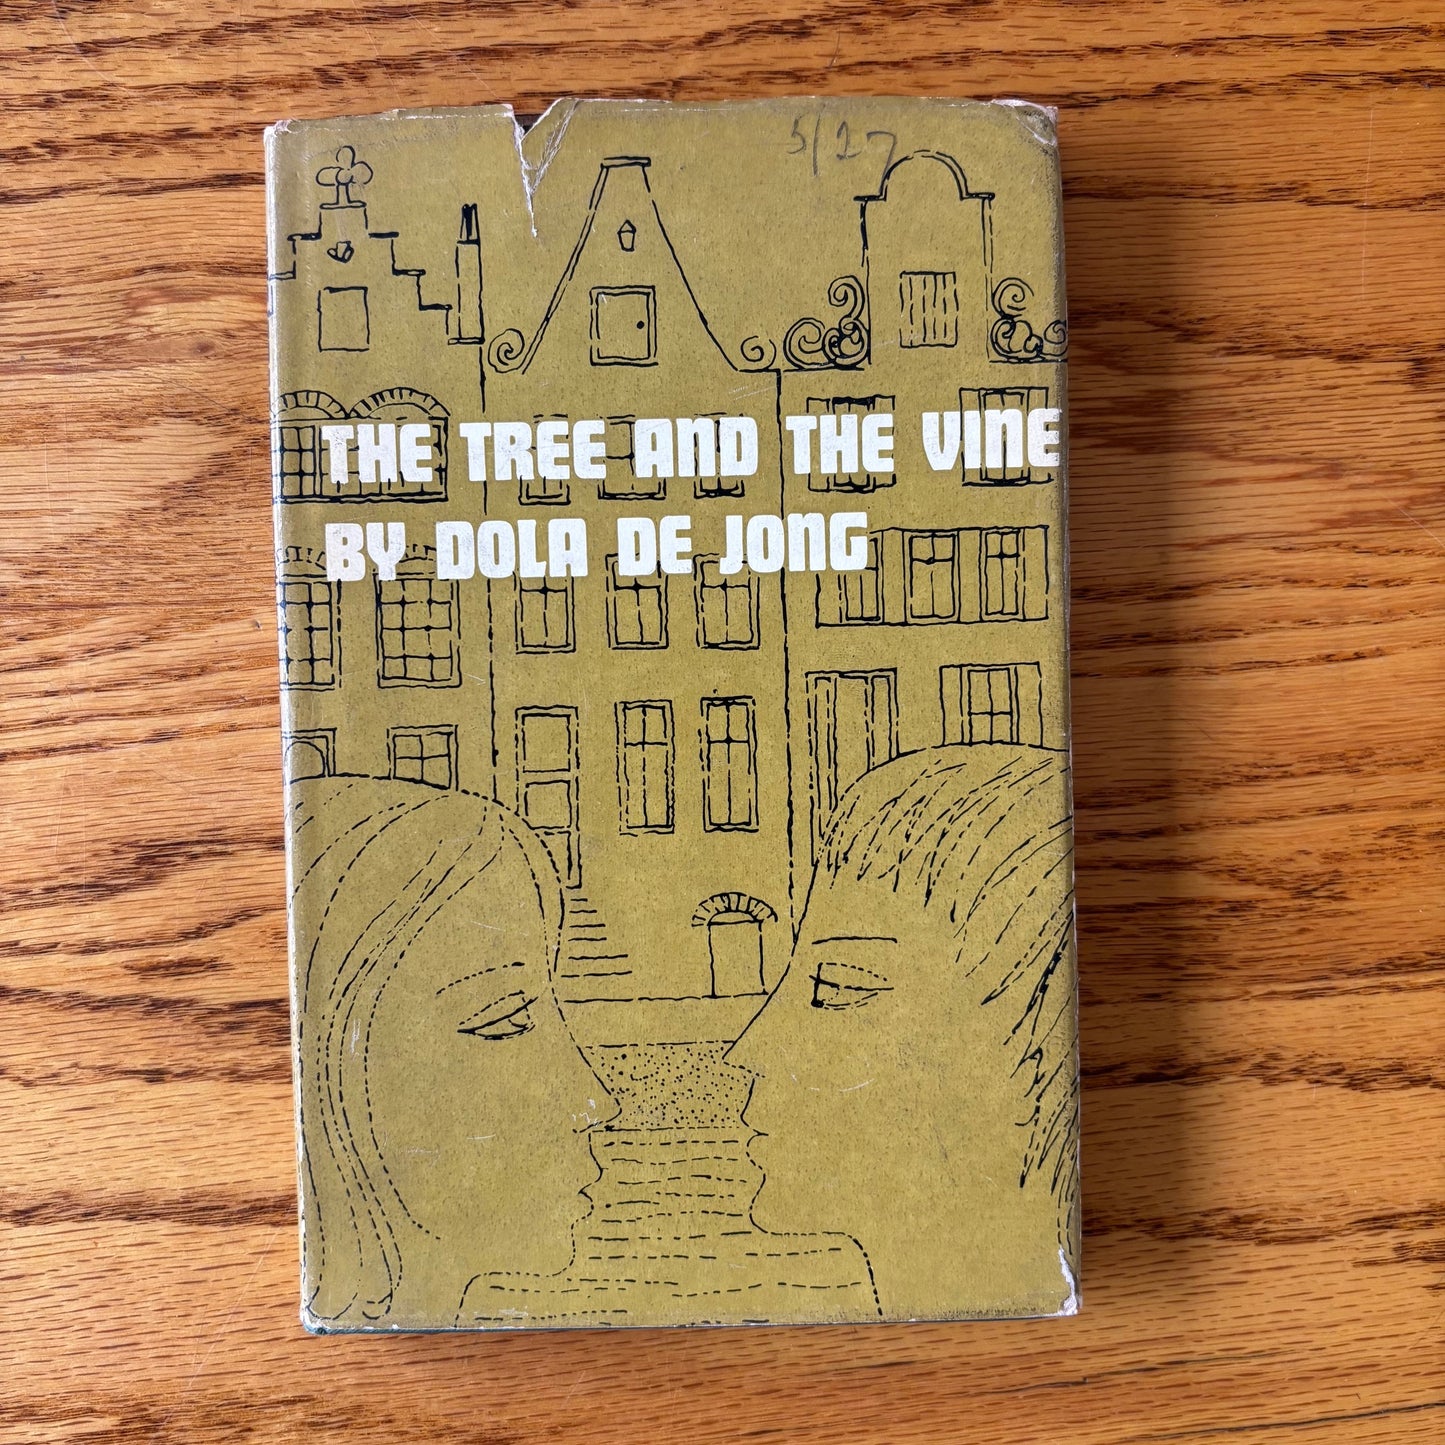 5/27
THE TREE AND THE VINE
BY DOLA DE JONG